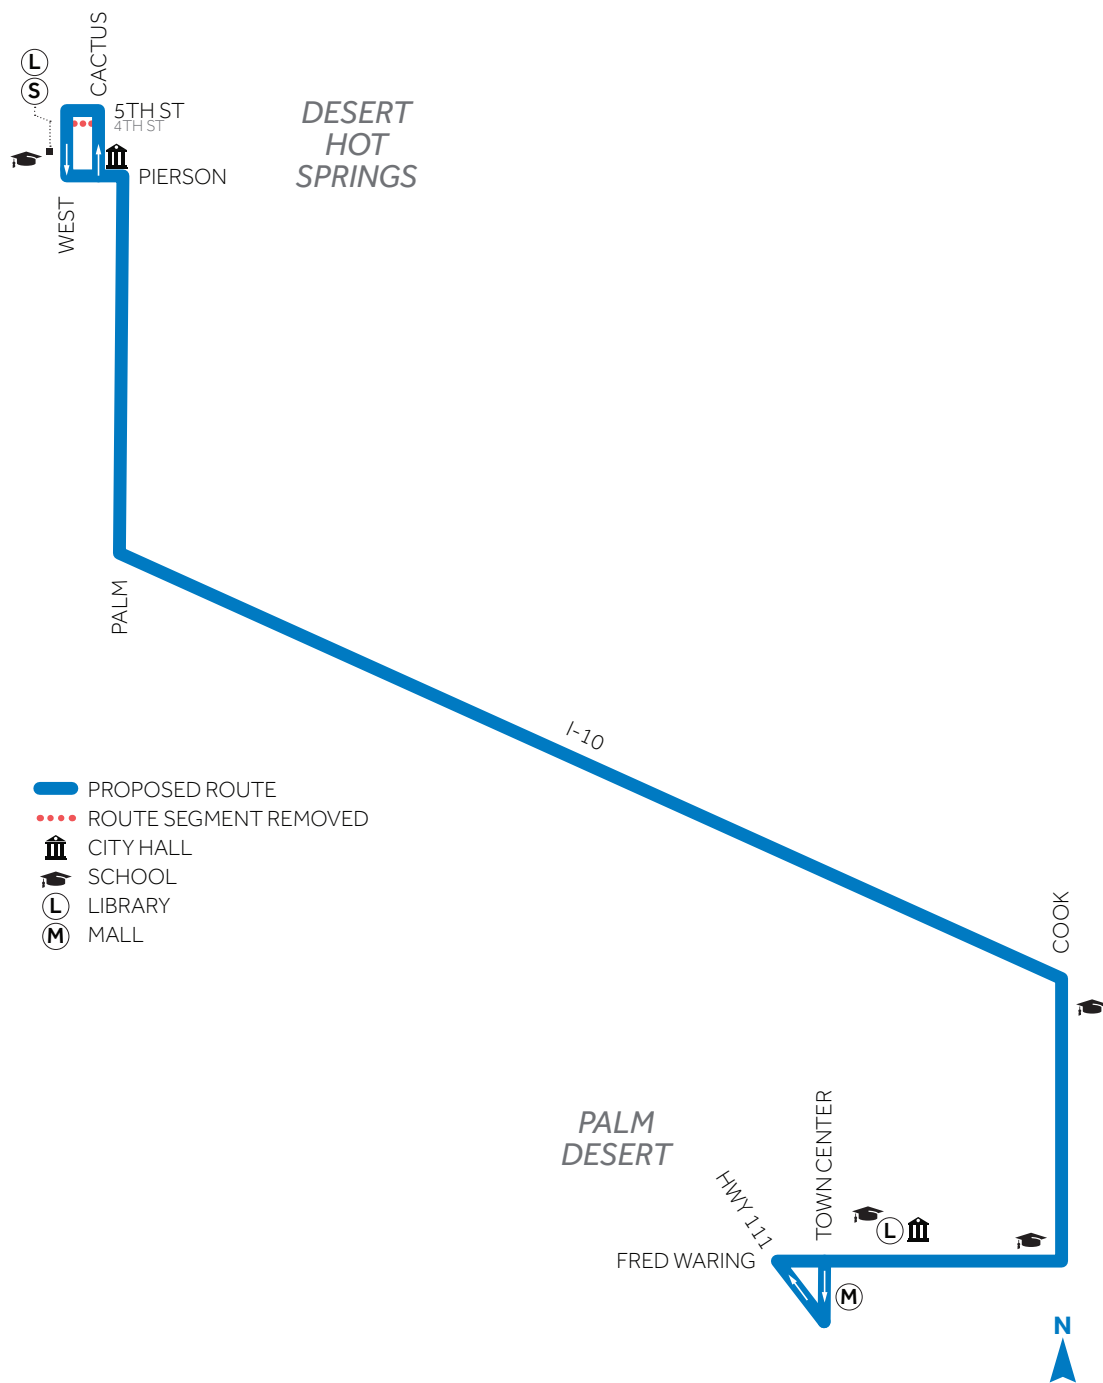 CACTUS
L
S
5TH ST
4TH ST
DESERT
HOT
SPRINGS
PIERSON
WEST
PALM
I-10
PROPOSED ROUTE
ROUTE SEGMENT REMOVED
CITY HALL
SCHOOL
L LIBRARY
M MALL
COOK
PALM
DESERT
TOWN CENTER
HWY 111
L
FRED WARING
M
N